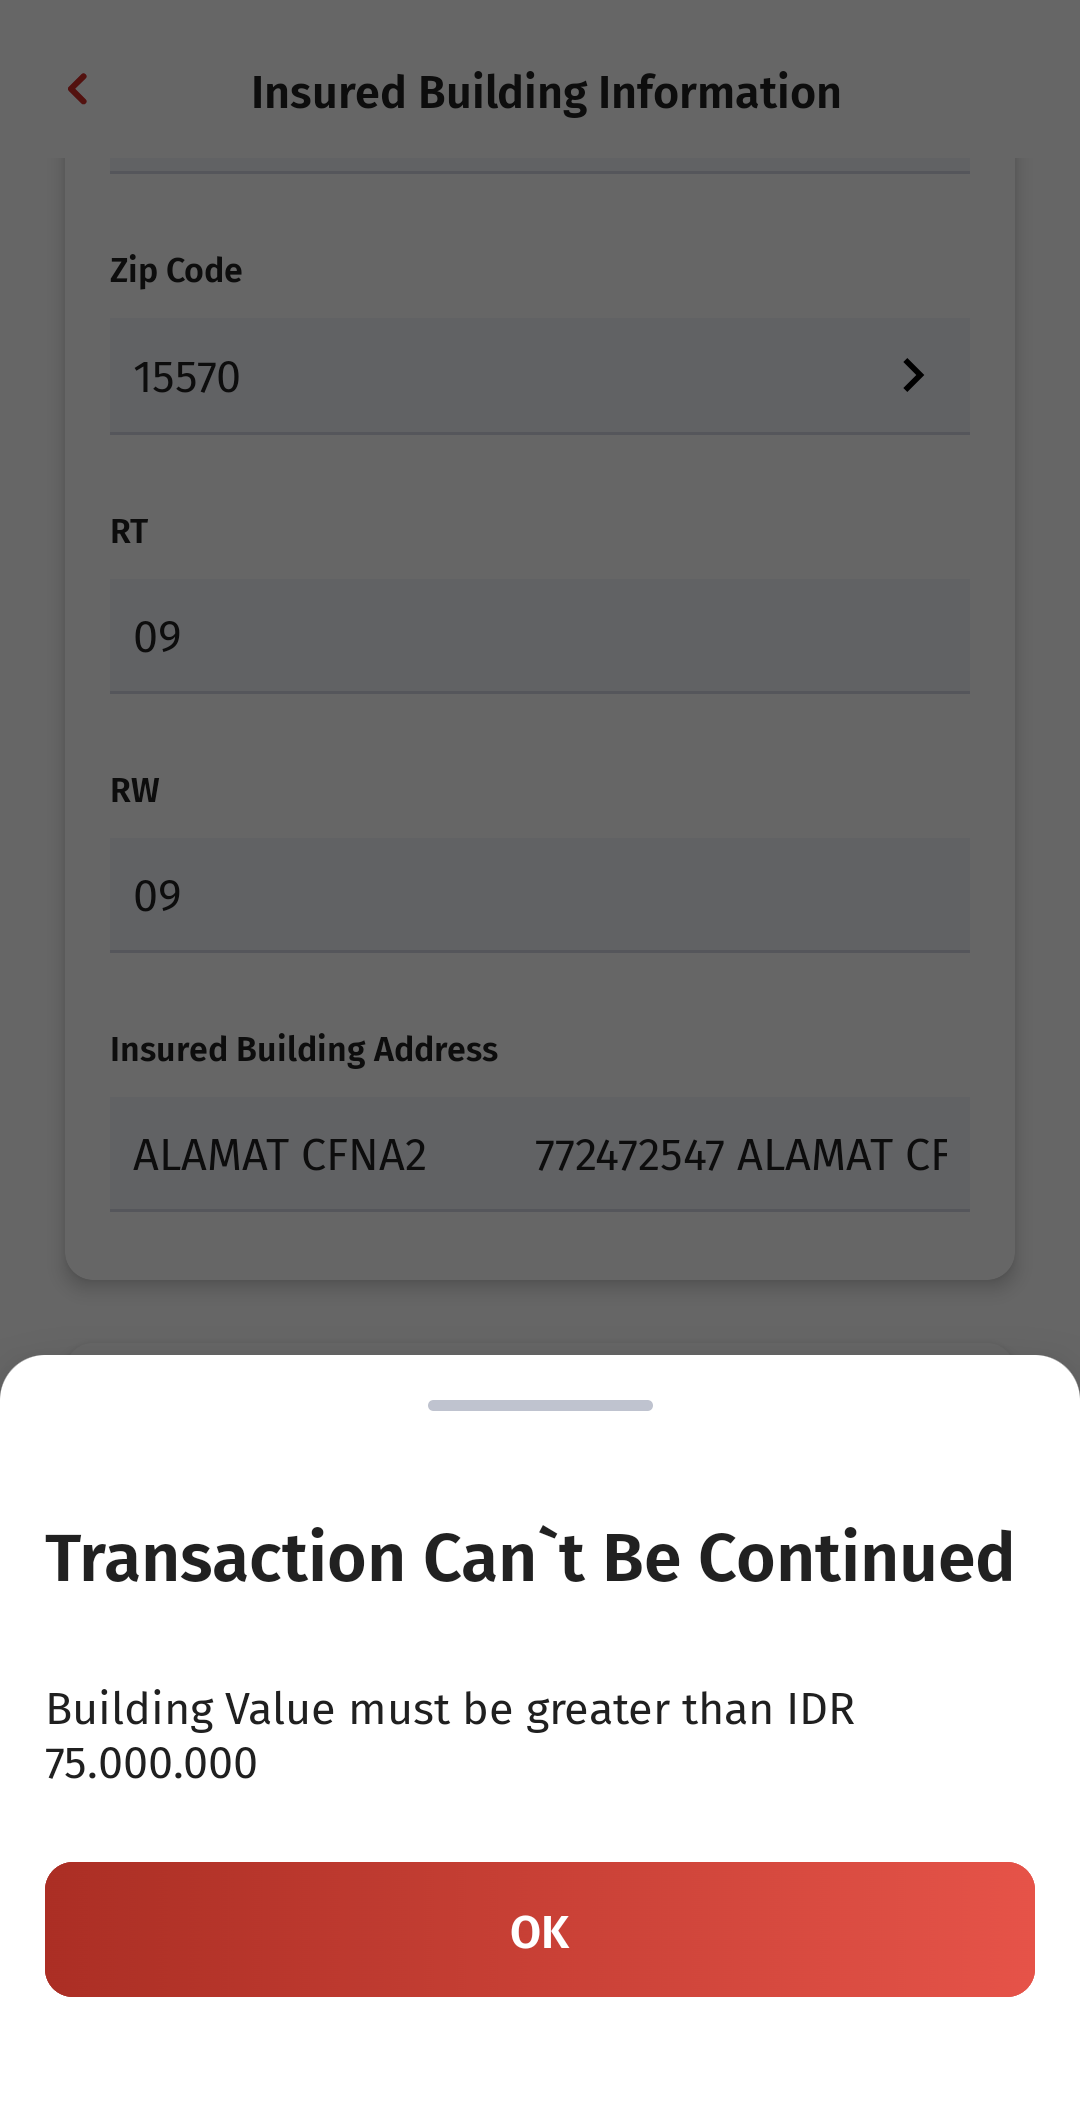 Insured Building Information
Zip Code
15570
RT
09
RW
09
Insured Building Address
ALAMAT CFNA2 772472547 ALAMAT CF
Transaction Can`t Be Continued
Building Value must be greater than IDR
75.000.000
OK